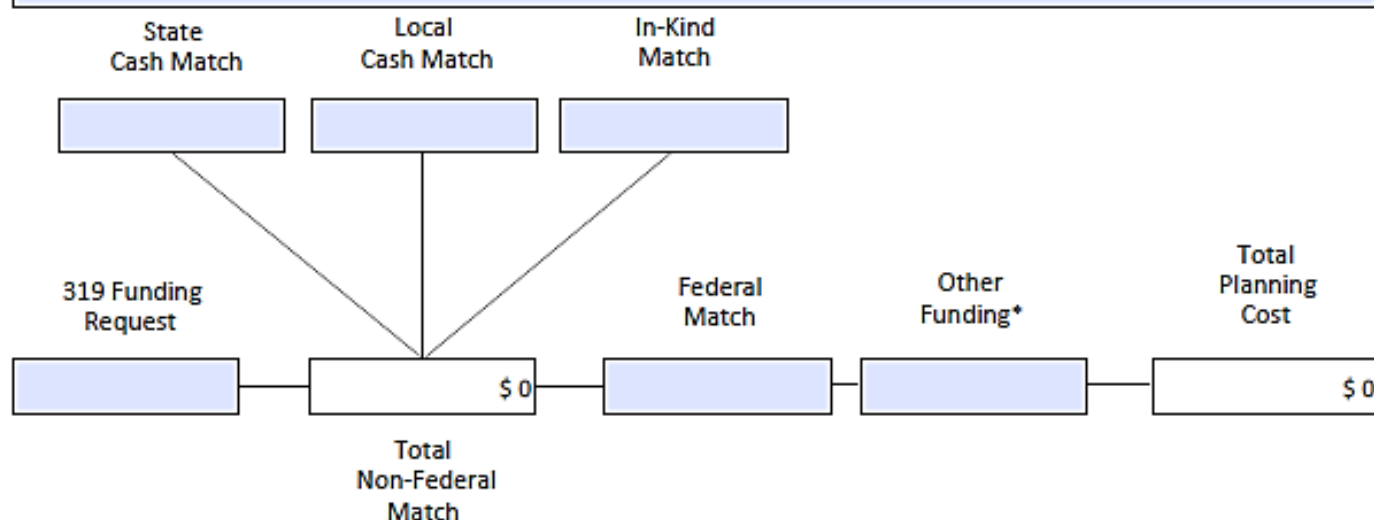 State
Cash Match
Local
Cash Match
In-Kind
Match
319 Funding
Request
Federal
Match
Other
Funding*
Total
Planning
Cost
$ 0
$ 0
Total
Non-Federal
Match